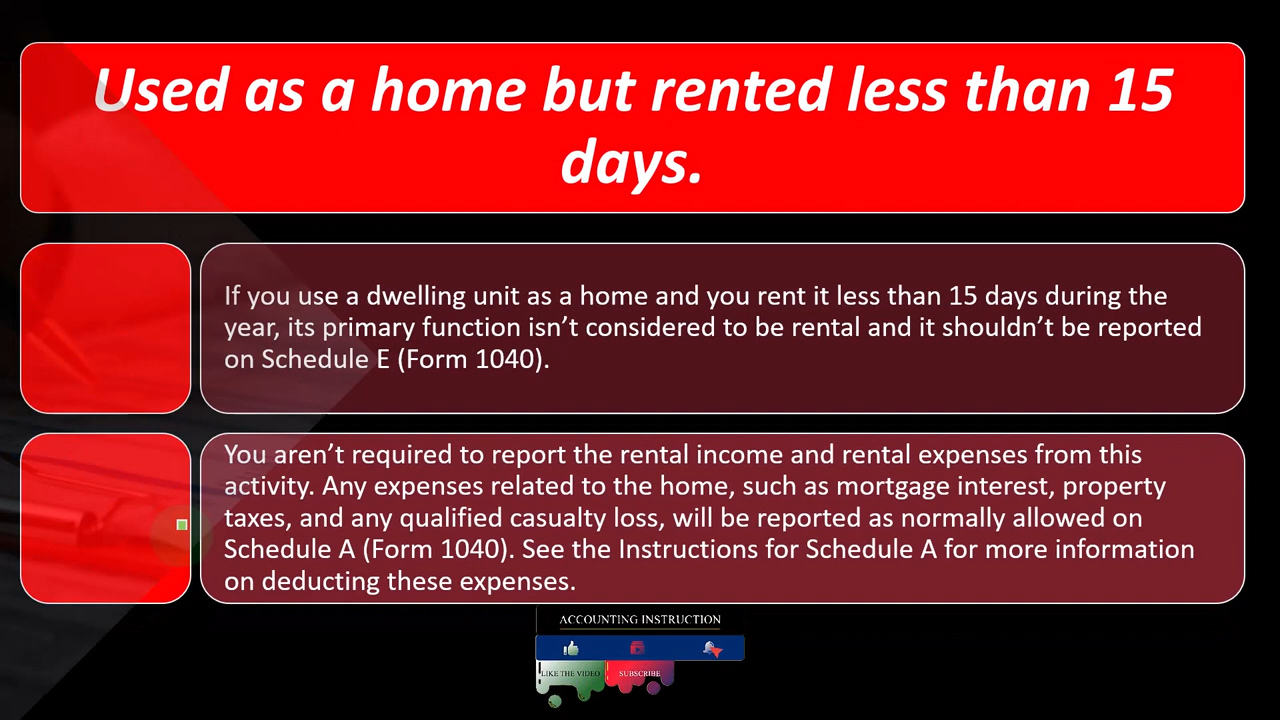 Used as a home but rented less than 15
days.
If you use a dwelling unit as a home and you rent it less than 15 days during the
year, its primary function isn’t considered to be rental and it shouldn’t be reported
on Schedule E (Form 1040).
You aren’t required to report the rental income and rental expenses from this
activity. Any expenses related to the home, such as mortgage interest, property
taxes, and any qualified casualty loss, will be reported as normally allowed on
Schedule A (Form 1040). See the Instructions for Schedule A for more information
on deducting these expenses.
ACCOUNTING INSTRUCTION
LIKE THE VIDEO SUBSCRIBE